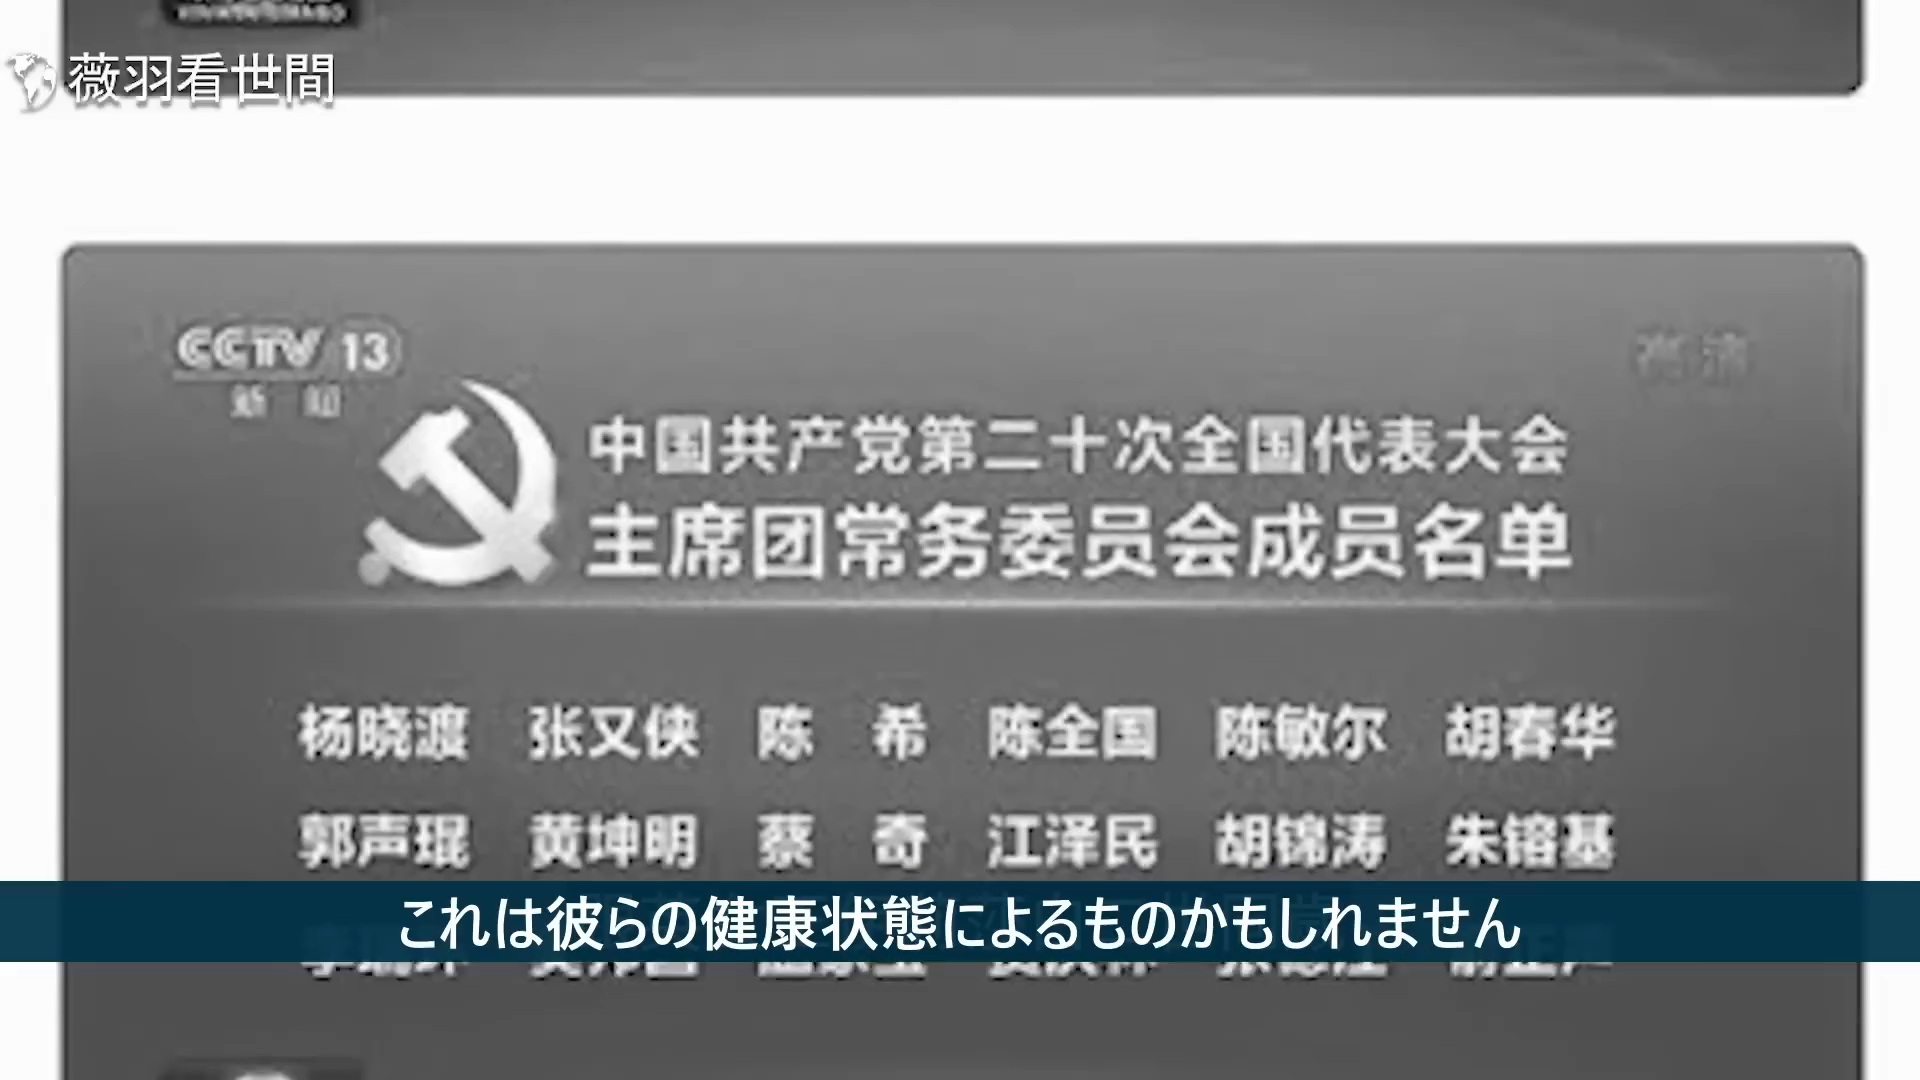 薇羽看世間
CCTV 13
新闻
高清
中国共产党第二十次全国代表大会
主席团常务委员会成员名单
杨晓渡 张又侠 陈 希 陈全国 陈敏尔 胡春华
郭声琨 黄坤明 蔡 奇 江泽民 胡锦涛 朱镕基
これは彼らの健康状態によるものかもしれません